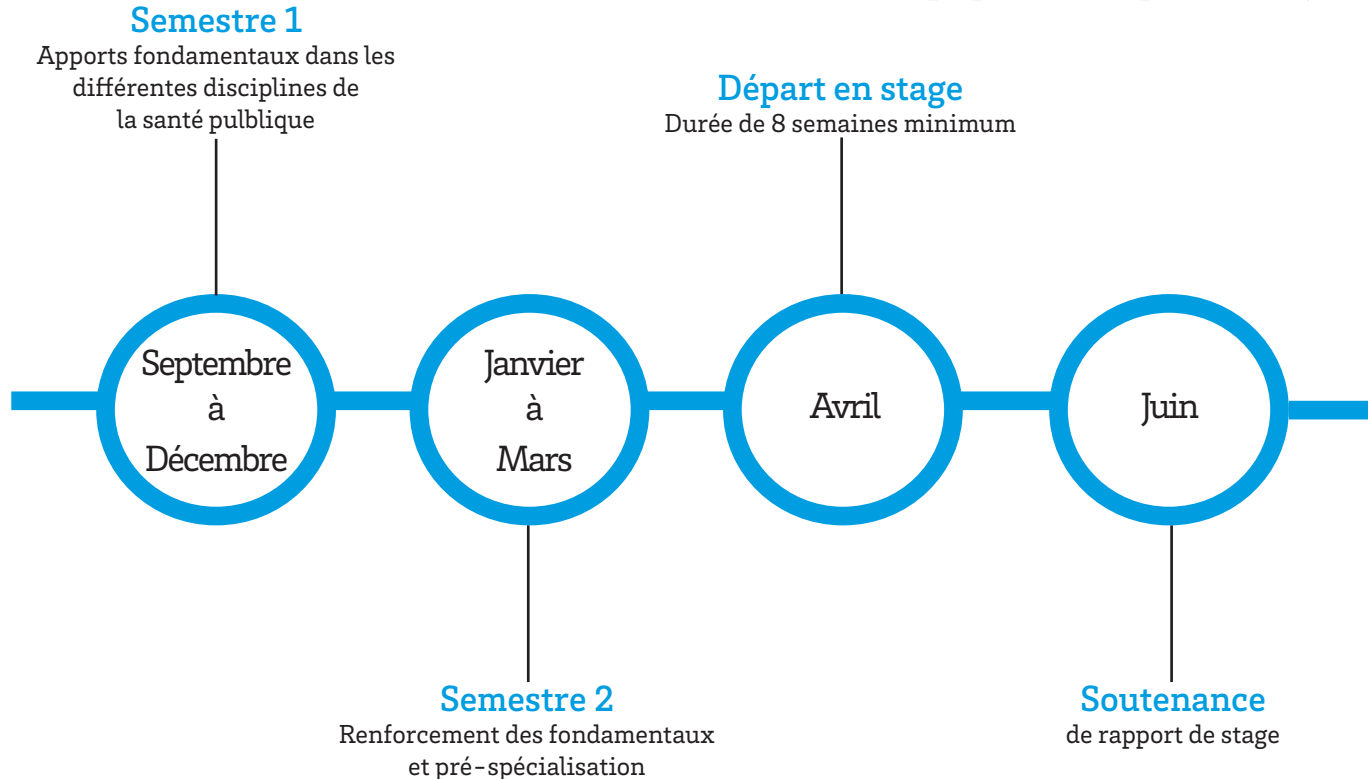 Semestre 1
Apports fondamentaux dans les
différentes disciplines de
la santé pulblique
Départ en stage
Durée de 8 semaines minimum
Septembre
à
Décembre
Janvier
à
Mars
Avril
Juin
Semestre 2
Renforcement des fondamentaux
et pré-spécialisation
Soutenance
de rapport de stage